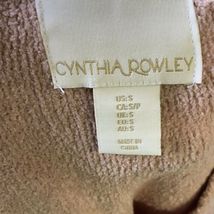 CYNTHIA ROWLEY
US:S
CA:S/P
UK:S
EU:S
AU:S
MADE IN
CHINA